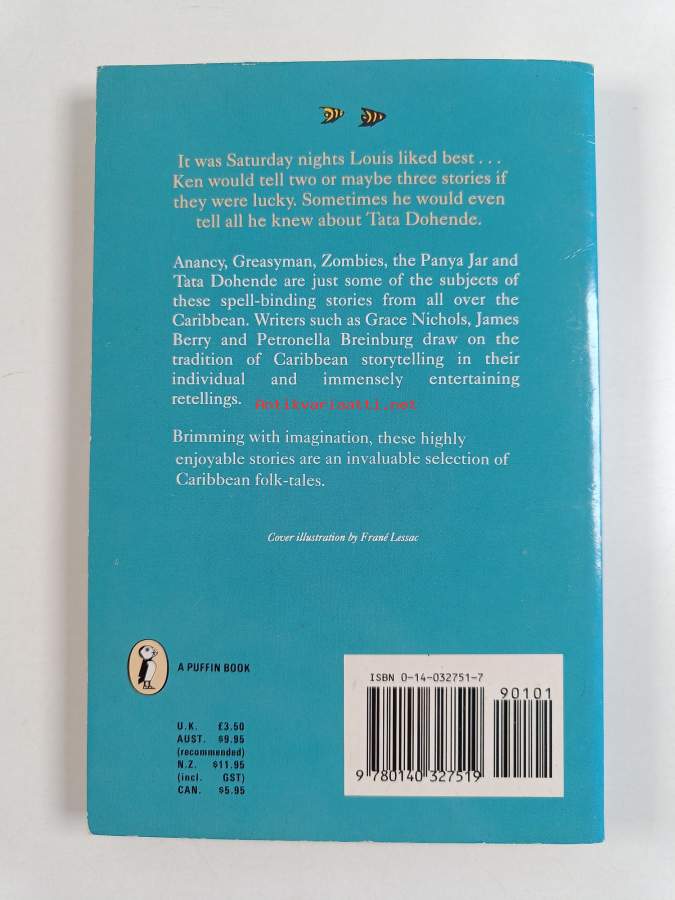 It was Saturday nights Louis liked best . . .
Ken would tell two or maybe three stories if
they were lucky. Sometimes he would even
tell all he knew about Tata Dohende.
Anancy, Greasyman, Zombies, the Panya Jar and
Tata Dohende are just some of the subjects of
these spell-binding stories from all over the
Caribbean. Writers such as Grace Nichols, James
Berry and Petronella Breinburg draw on the
tradition of Caribbean storytelling in their
individual and immensely entertaining
retellings.
Antikvariaatti.net
Brimming with imagination, these highly
enjoyable stories are an invaluable selection of
Caribbean folk-tales.
Cover illustration by Frané Lessac
A PUFFIN BOOK
U.K. £3.50
AUST. $9.95
(recommended)
N.Z. $11.95
(incl. GST)
CAN. $5.95
ISBN 0-14-032751-7
90101
9 780140 327519